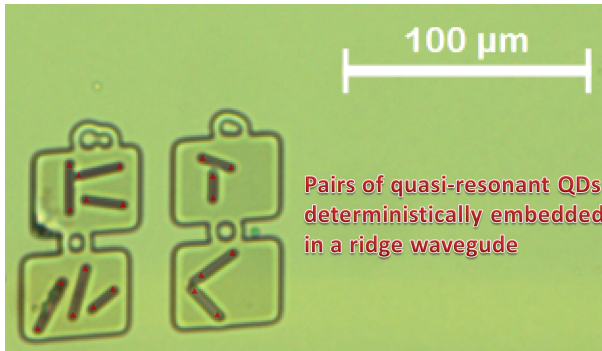 100 µm
Pairs of quasi-resonant QDs
deterministically embedded
in a ridge wavegude